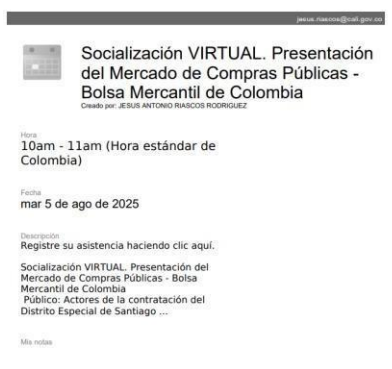 jesus.riascos@cali.gov.co
Socialización VIRTUAL. Presentación
del Mercado de Compras Públicas -
Bolsa Mercantil de Colombia
Creado por: JESUS ANTONIO RIASCOS RODRIGUEZ
Hora
10am - 11am (Hora estándar de
Colombia)
Fecha
mar 5 de ago de 2025
Descripción
Registre su asistencia haciendo clic aquí.
Socialización VIRTUAL. Presentación del
Mercado de Compras Públicas - Bolsa
Mercantil de Colombia
Público: Actores de la contratación del
Distrito Especial de Santiago ...
Mis notas